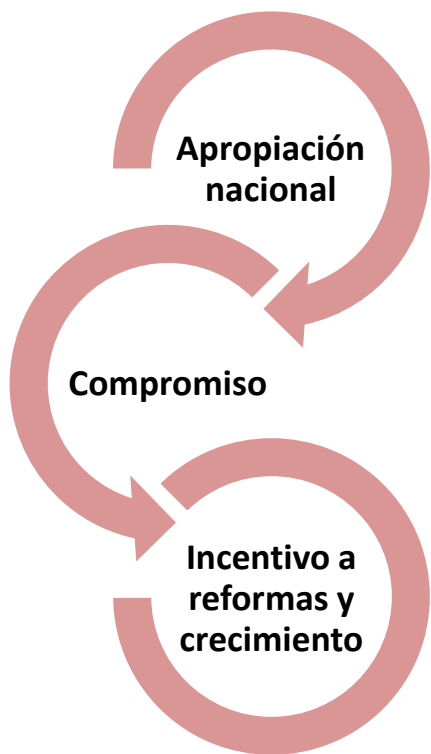 Apropiación
nacional
Compromiso
Incentivo a
reformas y
crecimiento